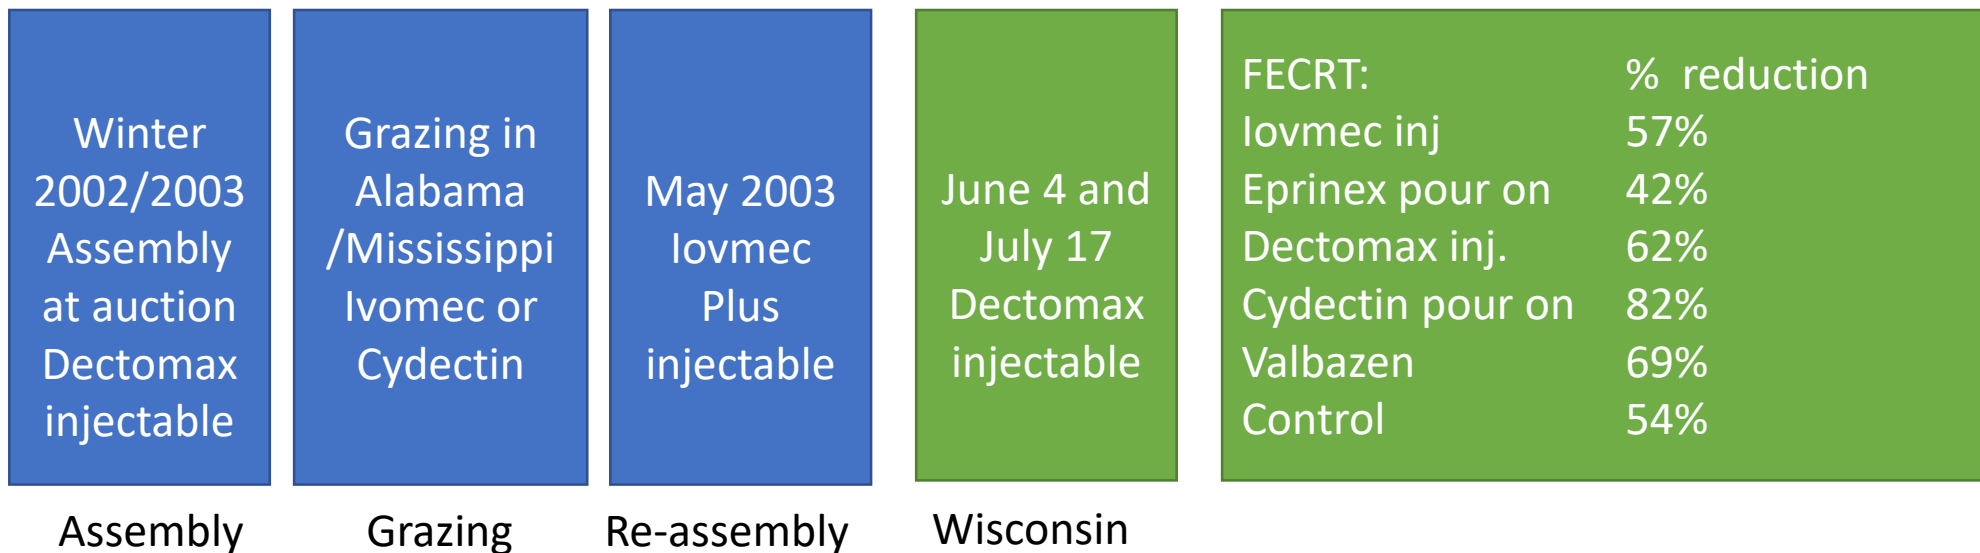 Winter
2002/2003
Assembly
at auction
Dectomax
injectable
Grazing in
Alabama
/Mississippi
Ivomec or
Cydectin
May 2003
Iovmec
Plus
injectable
June 4 and
July 17
Dectomax
injectable
FECRT: % reduction
Iovmec inj 57%
Eprinex pour on 42%
Dectomax inj. 62%
Cydectin pour on 82%
Valbazen 69%
Control 54%
Assembly
Grazing
Re-assembly
Wisconsin